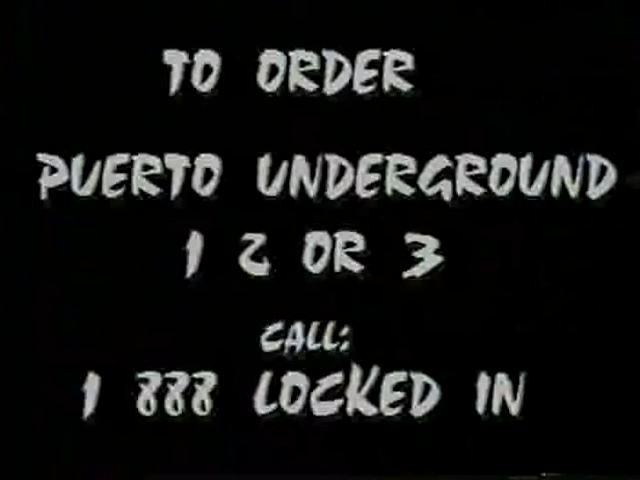 TO ORDER
PUERTO UNDERGROUND
1 2 OR 3
CALL:
1 888 LOCKED IN